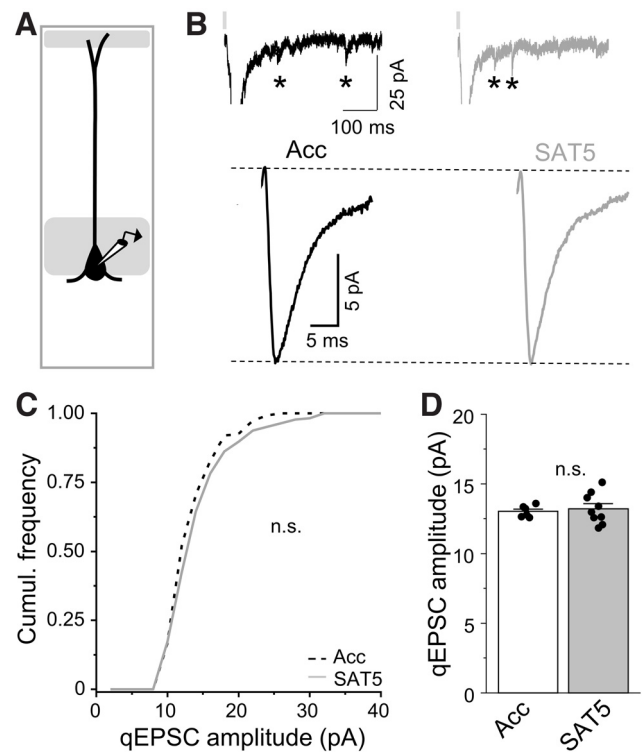 A
B
* *
25 pA
100 ms
* *
Acc
SAT5
5 pA
5 ms
C
1.00
0.75
0.50
0.25
0
Cumul. frequency
n.s.
Acc
SAT5
0 10 20 30 40
qEPSC amplitude (pA)
D
20
15
10
5
0
qEPSC amplitude (pA)
n.s.
Acc
SAT5